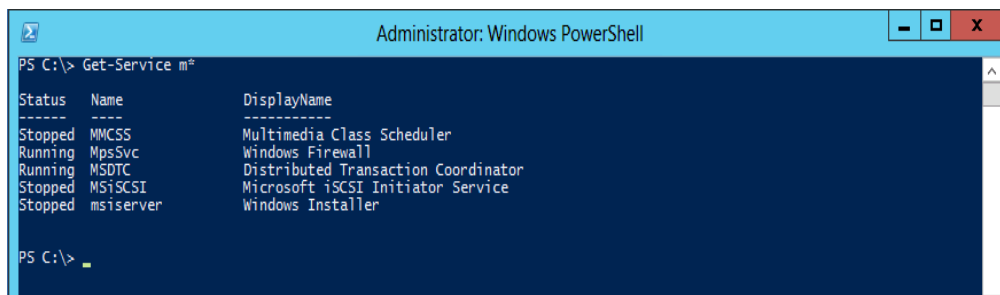 Administrator: Windows PowerShell
PS C:\> Get-Service m*
Status Name DisplayName
------ ---- -----------
Stopped MMCSS Multimedia Class Scheduler
Running MpsSvc Windows Firewall
Running MSDTC Distributed Transaction Coordinator
Stopped MSiSCSI Microsoft iSCSI Initiator Service
Stopped msiserver Windows Installer
PS C:\>